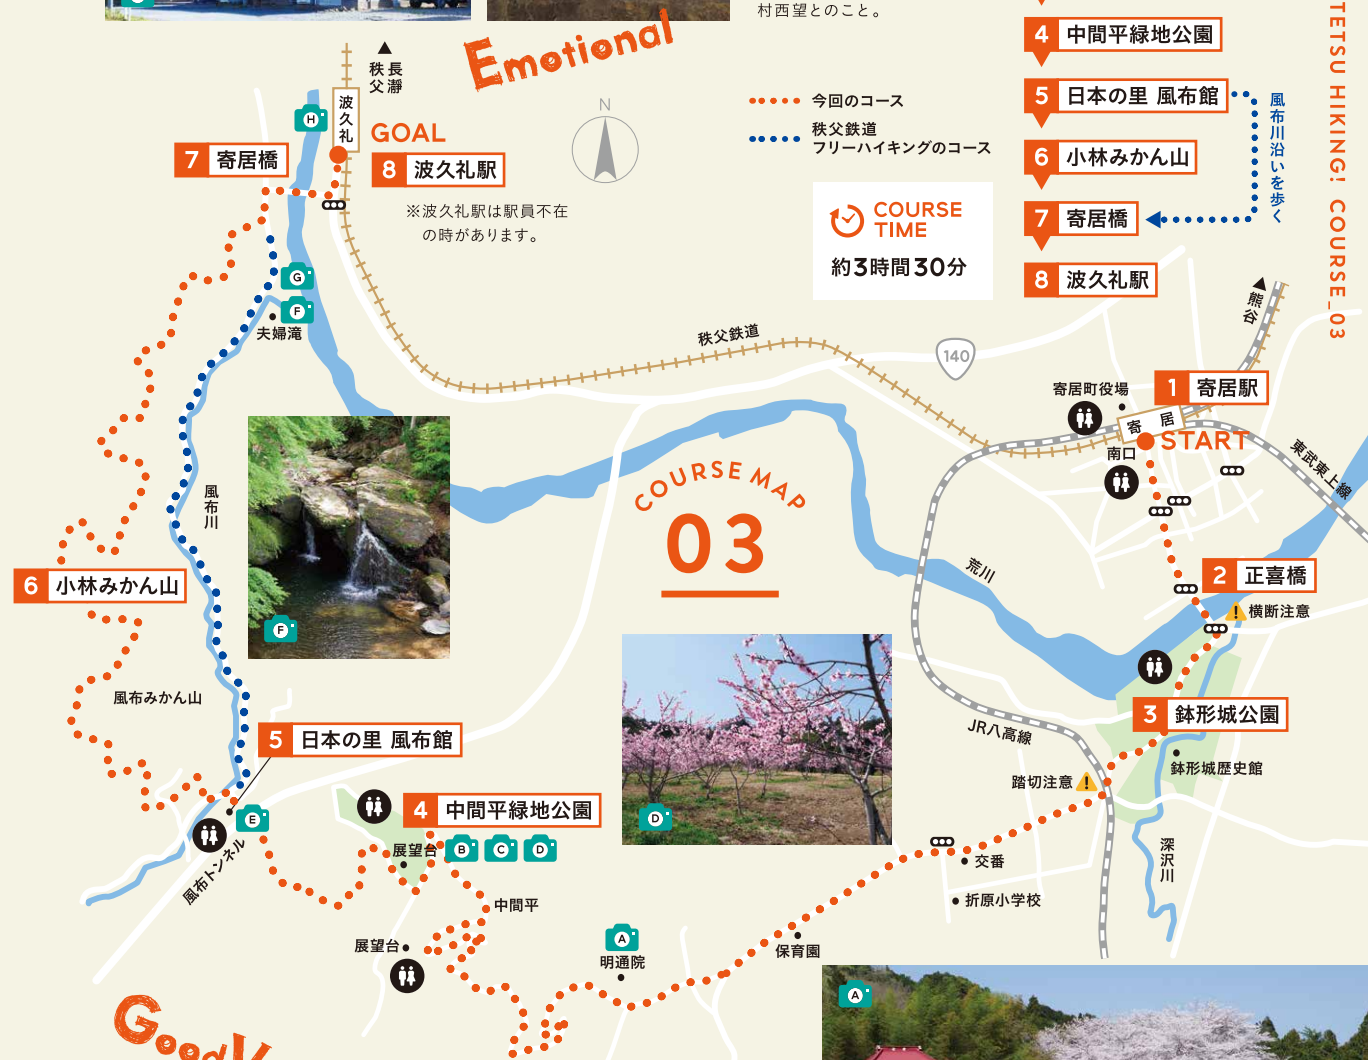 村西望とのこと。
Emotional
4 中間平緑地公園
5 日本の里 風布館
6 小林みかん山
7 寄居橋
8 波久礼駅
風布川沿いを歩く
TETSU HIKING! COURSE_03
今回のコース
秩父鉄道
フリーハイキングのコース
COURSE
TIME
約3時間30分
N
▲
長瀞
秩父
波久礼
H
GOAL
7 寄居橋
8 波久礼駅
※波久礼駅は駅員不在
の時があります。
G
F
夫婦滝
秩父鉄道
140
▲熊谷
寄居町役場
1 寄居駅
寄居
START
南口
東武東上線
COURSE MAP
03
風布川
荒川
2 正喜橋
横断注意
6 小林みかん山
F
風布みかん山
3 鉢形城公園
JR八高線
鉢形城歴史館
踏切注意
5 日本の里 風布館
4 中間平緑地公園
D
E
展望台
B
C
D
風布トンネル
交番
深沢川
折原小学校
中間平
展望台
A
明通院
保育園
A